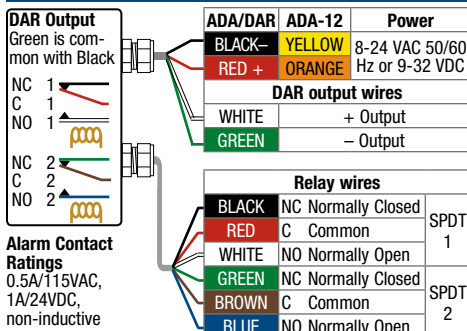 DAR Output
Green is com-
mon with Black
NC 1
C 1
NO 1
NC 2
C 2
NO 2
Alarm Contact
Ratings
0.5A/115VAC,
1A/24VDC,
non-inductive
ADA/DAR ADA-12 Power
BLACK– YELLOW 8-24 VAC 50/60
RED + ORANGE Hz or 9-32 VDC
DAR output wires
WHITE + Output
GREEN – Output
Relay wires
BLACK NC Normally Closed SPDT
RED C Common 1
WHITE NO Normally Open
GREEN NC Normally Closed SPDT
BROWN C Common 2
BLUE NO Normally Open